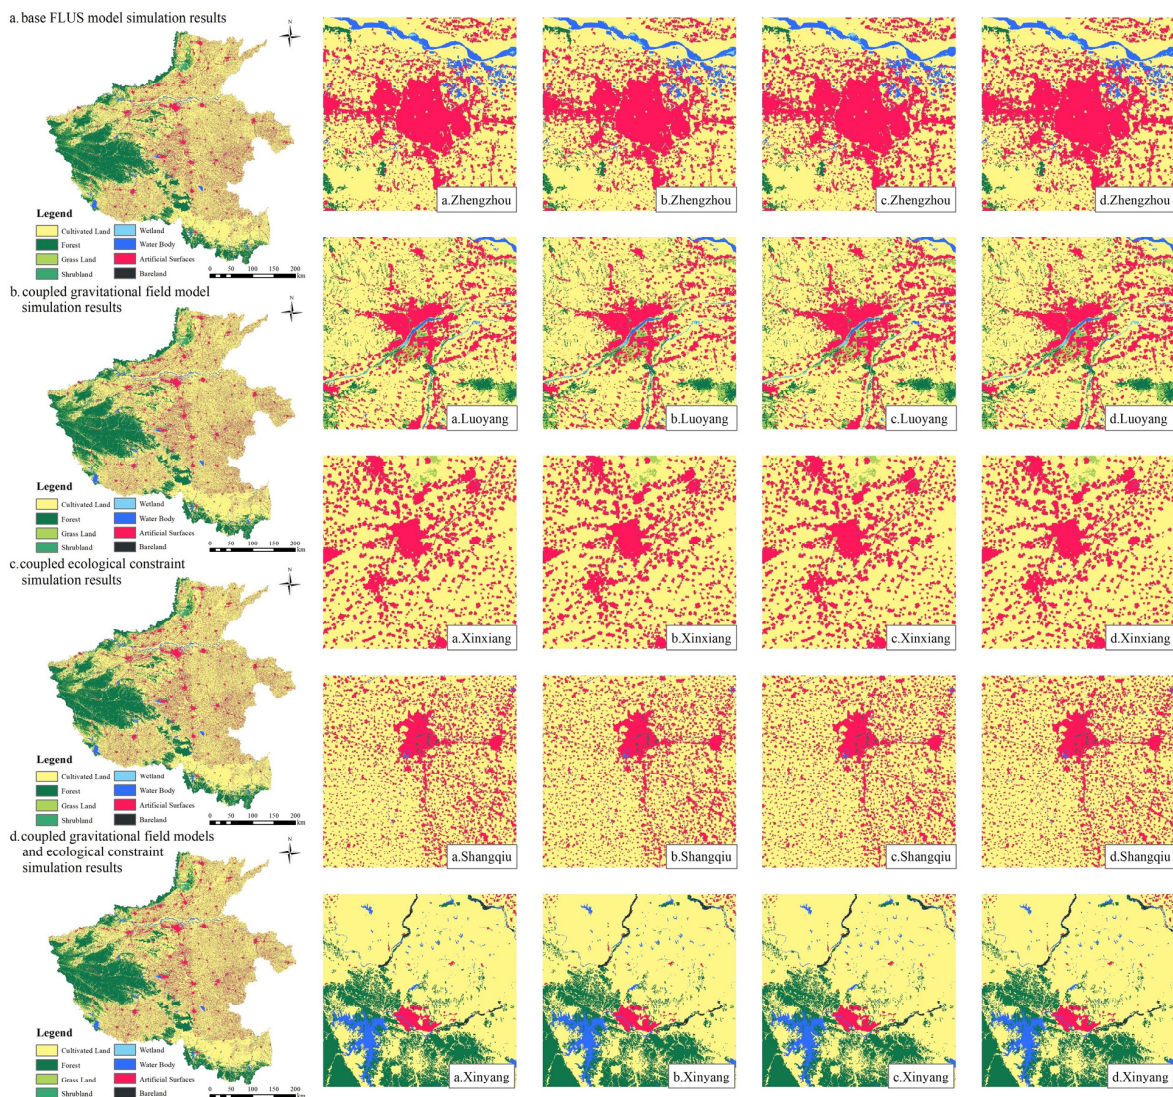 a. base FLUS model simulation results
N
Legend
Cultivated Land
Wetland
Forest
Water Body
Grass Land
Artificial Surfaces
Shrubland
Bareland
0 50 100 150 200
km
b. coupled gravitational field model
simulation results
N
Legend
Cultivated Land
Wetland
Forest
Water Body
Grass Land
Artificial Surfaces
Shrubland
Bareland
0 50 100 150 200
km
c. coupled ecological constraint
simulation results
N
Legend
Cultivated Land
Wetland
Forest
Water Body
Grass Land
Artificial Surfaces
Shrubland
Bareland
0 50 100 150 200
km
d. coupled gravitational field models
and ecological constraint
simulation results
N
Legend
Cultivated Land
Wetland
Forest
Water Body
Grass Land
Artificial Surfaces
Shrubland
Bareland
0 50 100 150 200
km
a.Zhengzhou
b.Zhengzhou
c.Zhengzhou
d.Zhengzhou
a.Luoyang
b.Luoyang
c.Luoyang
d.Luoyang
a.Xinxiang
b.Xinxiang
c.Xinxiang
d.Xinxiang
a.Shangqiu
b.Shangqiu
c.Shangqiu
d.Shangqiu
a.Xinyang
b.Xinyang
c.Xinyang
d.Xinyang